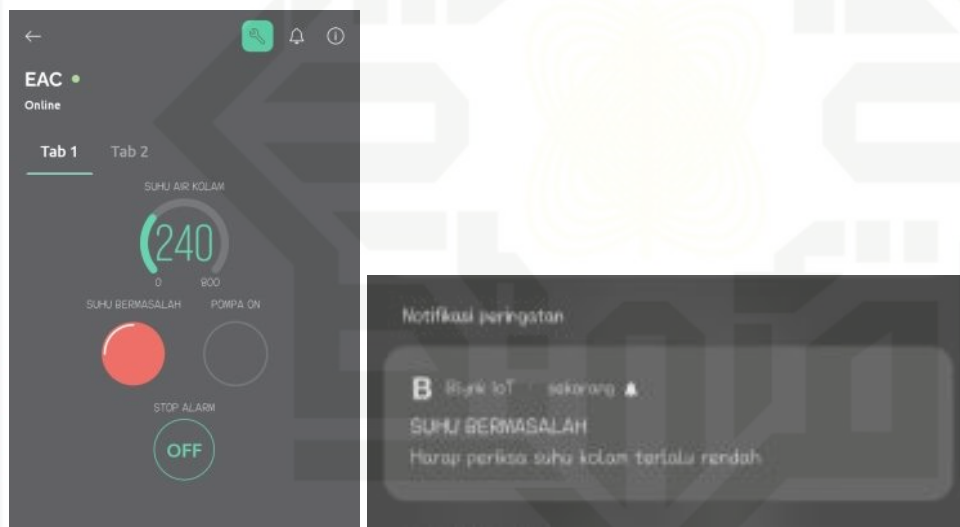 EAC
Online
Tab 1 Tab 2
SUHU AIR KOLAM
240
0 800
SUHU BERMASALAH POMPA ON
STOP ALARM
OFF
Notifikasi peringatan
B Blynk IoT sekarang
SUHU BERMASALAH
Harap periksa suhu kolam terlalu rendah